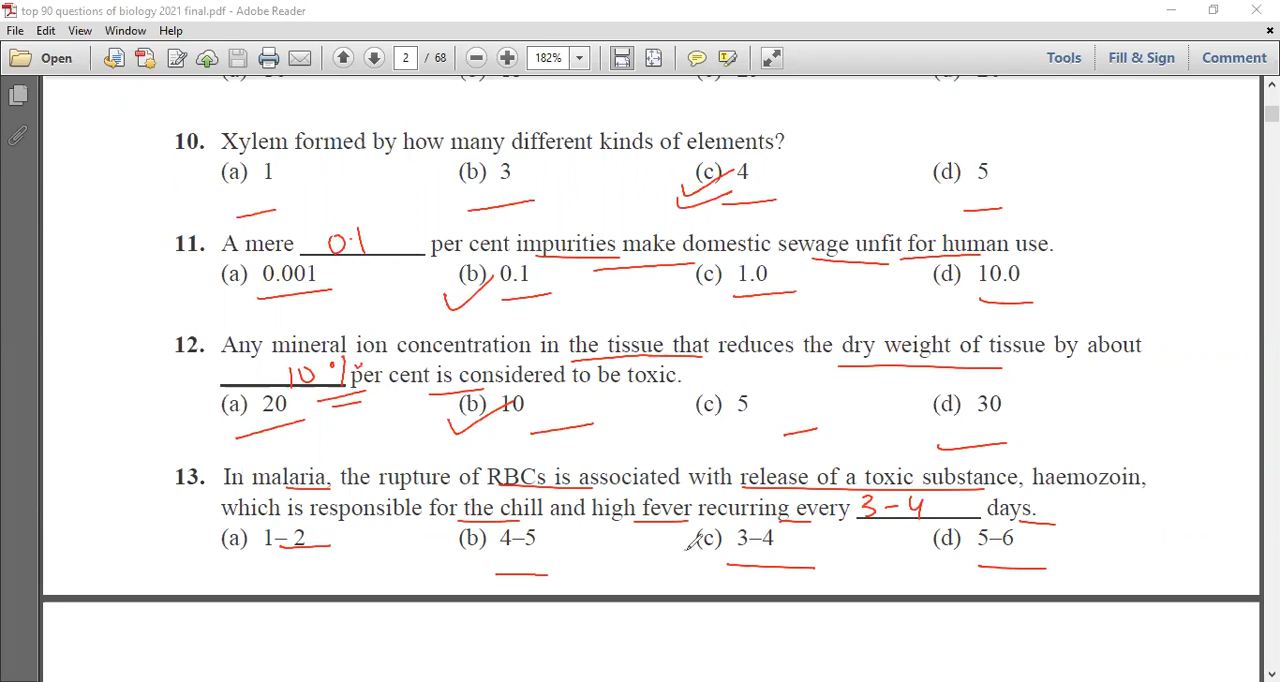 top 90 questions of biology 2021 final.pdf - Adobe Reader
File Edit View Window Help
Open 2 / 68 182% Tools Fill & Sign Comment
10. Xylem formed by how many different kinds of elements?
(a) 1 (b) 3 (c) 4 (d) 5
11. A mere 0.1 per cent impurities make domestic sewage unfit for human use.
(a) 0.001 (b) 0.1 (c) 1.0 (d) 10.0
12. Any mineral ion concentration in the tissue that reduces the dry weight of tissue by about
10 % per cent is considered to be toxic.
(a) 20 (b) 10 (c) 5 (d) 30
13. In malaria, the rupture of RBCs is associated with release of a toxic substance, haemozoin,
which is responsible for the chill and high fever recurring every 3-4 days.
(a) 1– 2 (b) 4–5 (c) 3–4 (d) 5–6